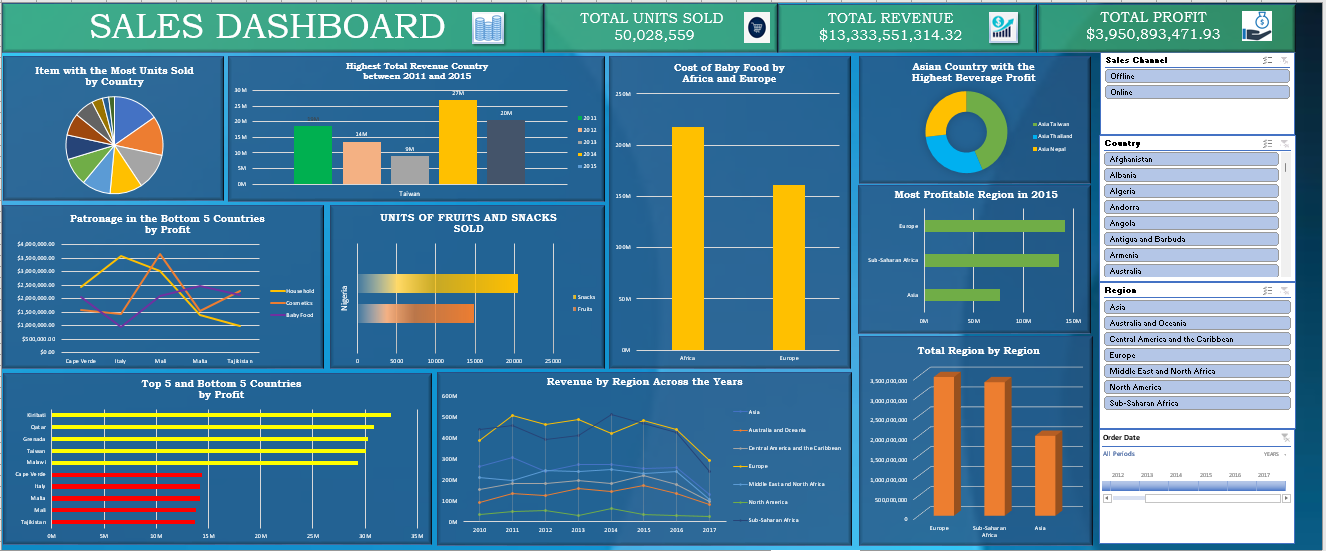 SALES DASHBOARD
TOTAL UNITS SOLD
50,028,559
TOTAL REVENUE
$13,333,551,314.32
TOTAL PROFIT
$3,950,893,471.93
Item with the Most Units Sold
by Country
Highest Total Revenue Country
between 2011 and 2015
30M
25M
20M
15M
10M
5M
0M
14M
9M
27M
20M
Taiwan
2011
2012
2013
2014
2015
Cost of Baby Food by
Africa and Europe
250M
200M
150M
100M
50M
0M
Africa
Europe
Asian Country with the
Highest Beverage Profit
Asia Taiwan
Asia Thailand
Asia Nepal
Most Profitable Region in 2015
Europe
Sub-Saharan Africa
Asia
0M
50M
100M
150M
Patronage in the Bottom 5 Countries
by Profit
$4,000,000.00
$3,500,000.00
$3,000,000.00
$2,500,000.00
$2,000,000.00
$1,500,000.00
$1,000,000.00
$500,000.00
$0.00
Cape Verde
Italy
Mali
Malta
Tajikistan
Household
Cosmetics
Baby Food
UNITS OF FRUITS AND SNACKS
SOLD
Nigeria
0
5000
10000
15000
20000
25000
Snacks
Fruits
Top 5 and Bottom 5 Countries
by Profit
Kiribati
Qatar
Grenada
Taiwan
Malawi
Cape Verde
Italy
Malta
Mali
Tajikistan
0M
5M
10M
15M
20M
25M
30M
35M
Revenue by Region Across the Years
600M
500M
400M
300M
200M
100M
0M
2010
2011
2012
2013
2014
2015
2016
2017
Asia
Australia and Oceania
Central America and the Caribbean
Europe
Middle East and North Africa
North America
Sub-Saharan Africa
Total Region by Region
3,500,000,000
3,000,000,000
2,500,000,000
2,000,000,000
1,500,000,000
1,000,000,000
500,000,000
0
Europe
Sub-Saharan
Africa
Asia
Sales Channel
Offline
Online
Country
Afghanistan
Albania
Algeria
Andorra
Angola
Antigua and Barbuda
Armenia
Australia
Region
Asia
Australia and Oceania
Central America and the Caribbean
Europe
Middle East and North Africa
North America
Sub-Saharan Africa
Order Date
All Periods
YEARS
2012
2013
2014
2015
2016
2017